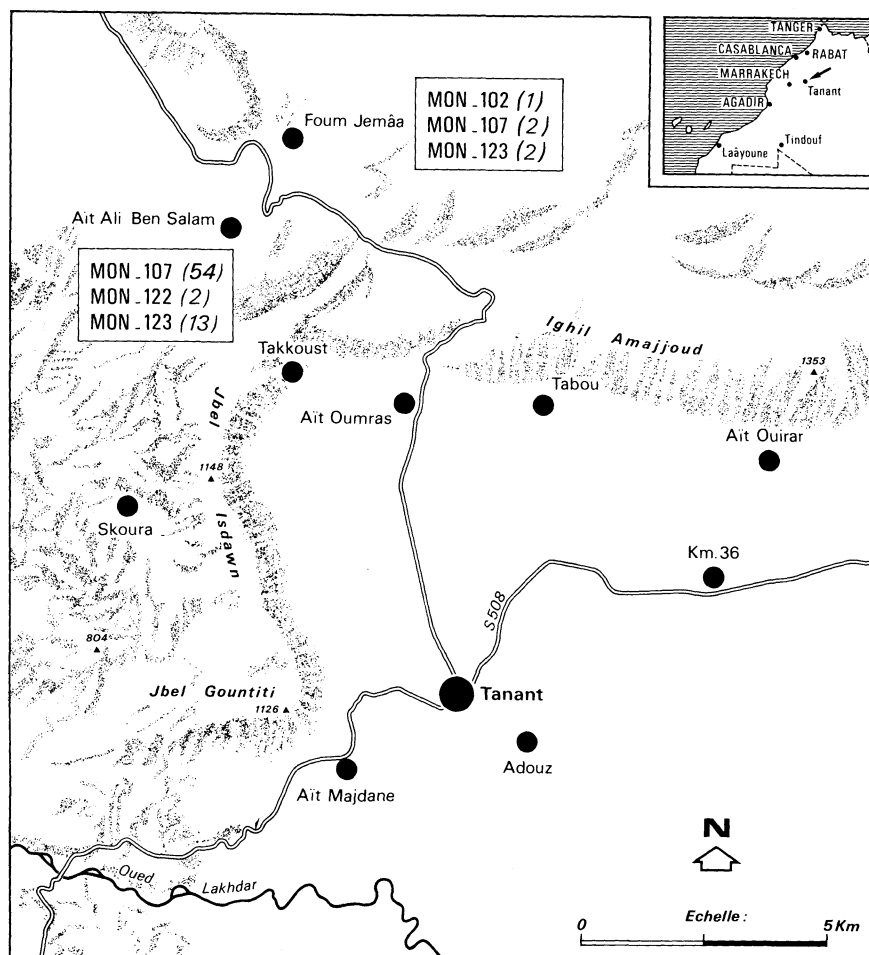 TANGER
CASABLANCA
RABAT
MARRAKECH
Tanant
AGADIR
Laâyoune
Tindouf
MON_102 (1)
MON_107 (2)
MON_123 (2)
Foum Jemâa
Aït Ali Ben Salam
MON_107 (54)
MON_122 (2)
MON_123 (13)
Ighil Amajjoud
1353
Takkoust
Tabou
Jbel Isdawn
Aït Oumras
Aït Ouirar
1148
Skoura
Km.36
S508
804
Jbel Gountiti
1126
Tanant
Adouz
Aït Majdane
N
Oued Lakhdar
Echelle :
0 5 Km